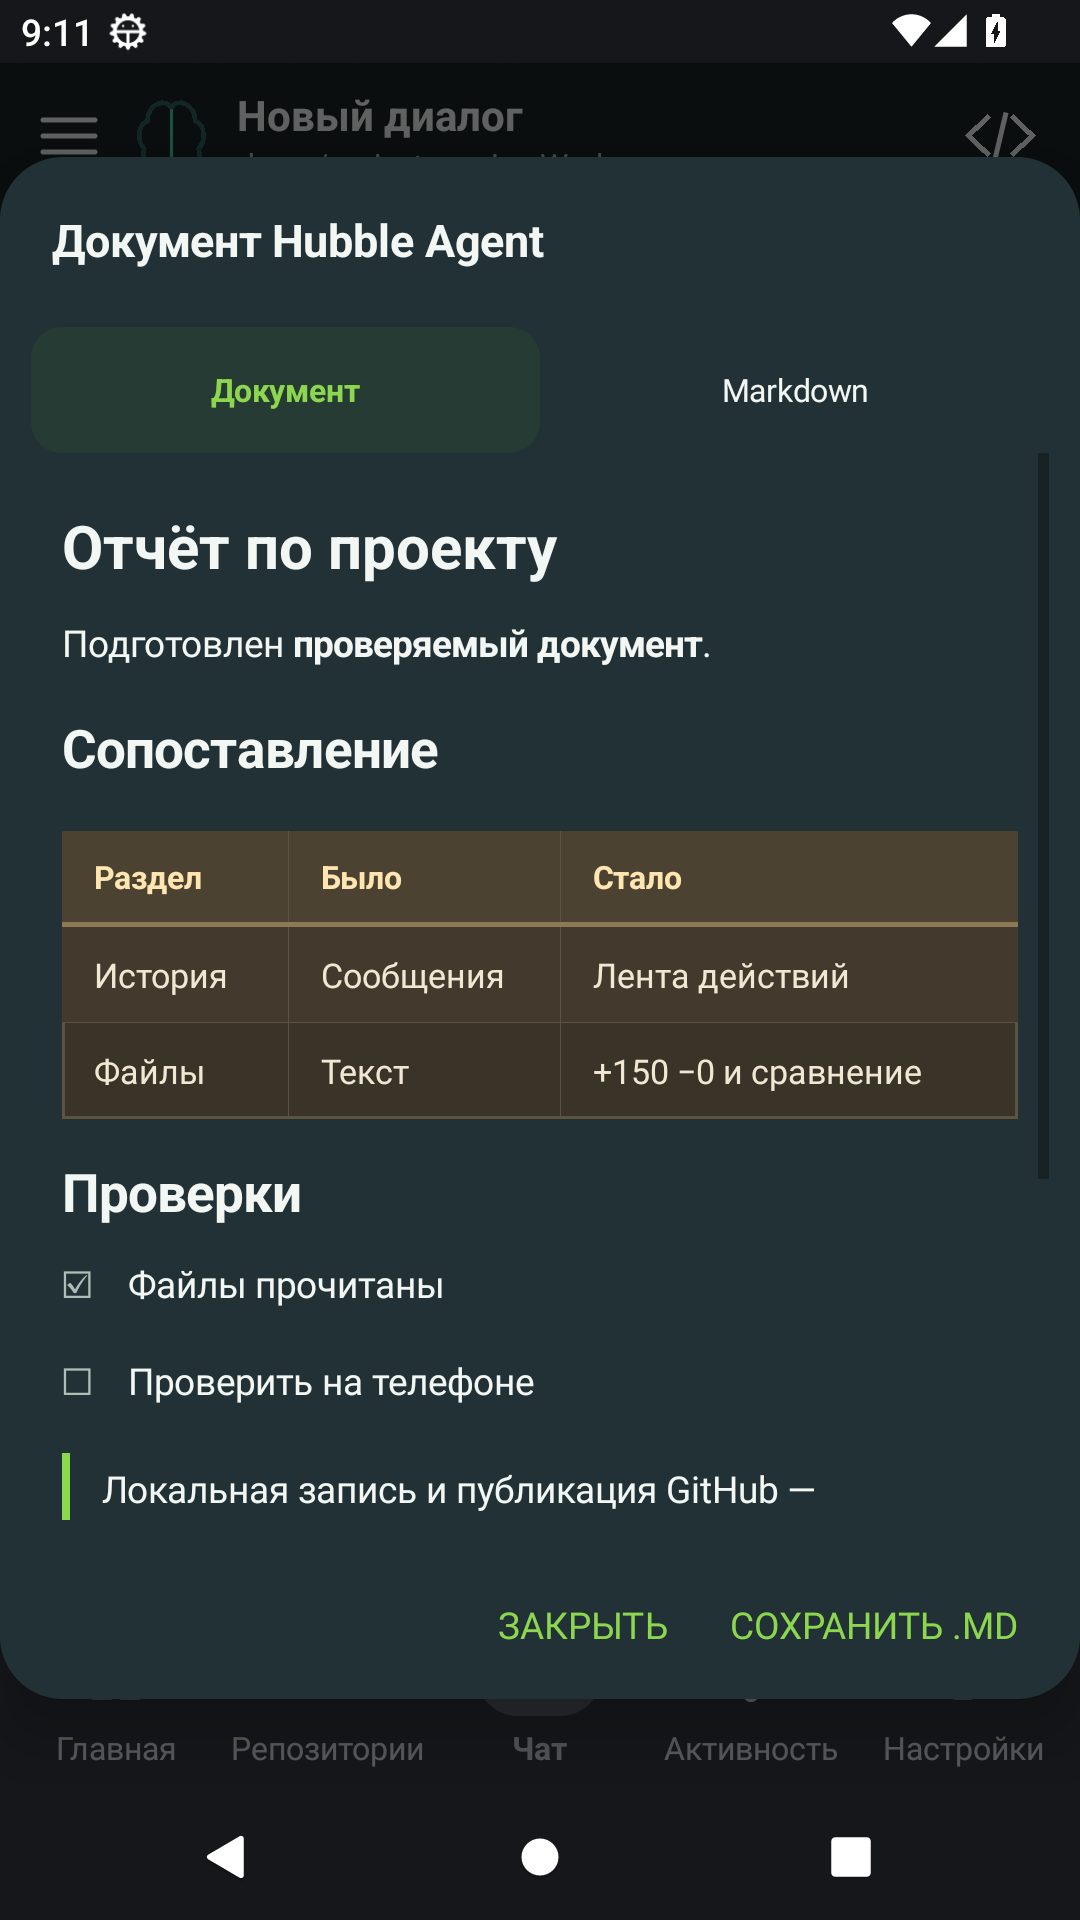 9:11
Новый диалог
Документ Hubble Agent
Документ
Markdown
Отчёт по проекту
Подготовлен проверяемый документ.
Сопоставление
Раздел Было Стало
История Сообщения Лента действий
Файлы Текст +150 −0 и сравнение
Проверки
☑ Файлы прочитаны
☐ Проверить на телефоне
Локальная запись и публикация GitHub —
ЗАКРЫТЬ СОХРАНИТЬ .MD
Главная Репозитории Чат Активность Настройки